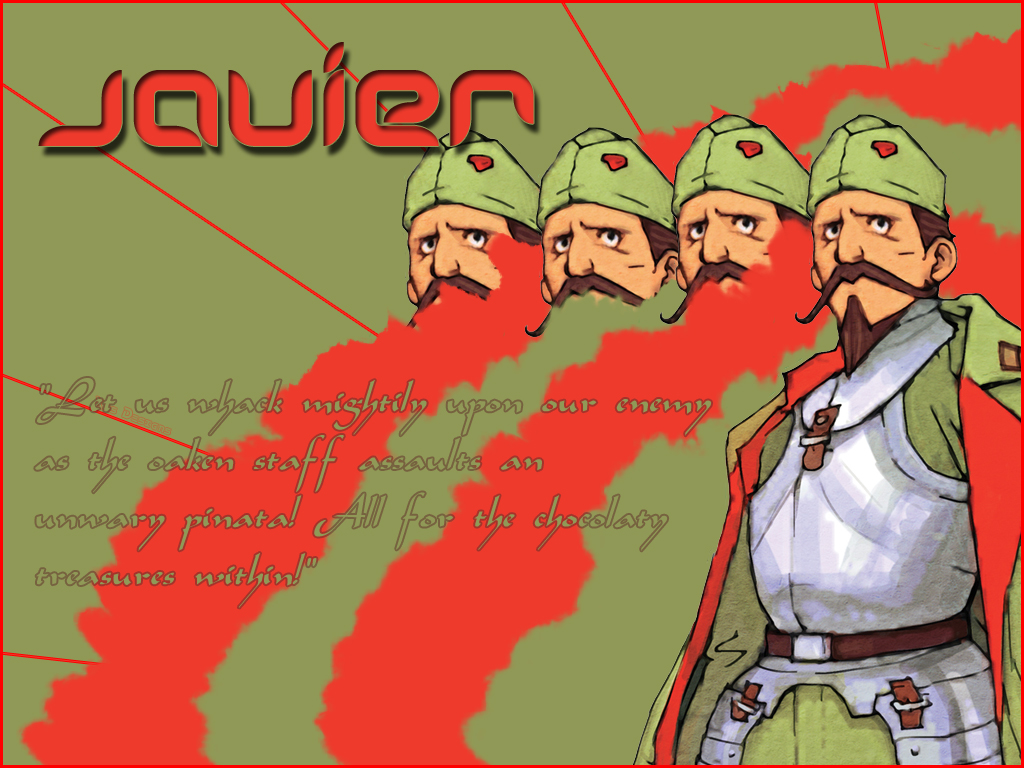 Javier
"Let us whack mightily upon our enemy
as the oaken staff assaults an
unwary pinata! All for the chocolaty
treasures within!"